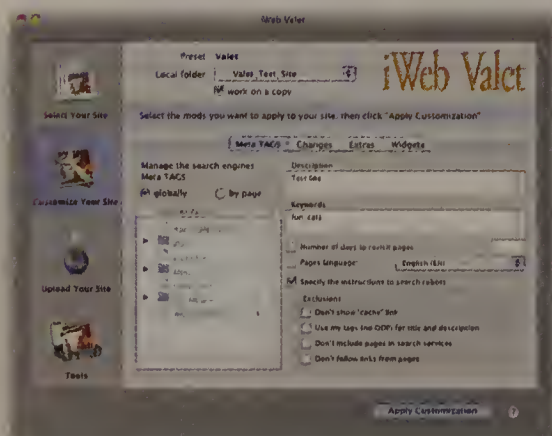 iWeb Valet
Preset Valet
Local folder Valet_Test_Site
work on a copy
iWeb Valet
Select Your Site
Select the mods you want to apply to your site, then click "Apply Customization"
Meta TAGS Changes Extras Widgets
Manage the search engines
Meta TAGS
globally by page
Description
Test Site
Customize Your Site
Keywords
fun, cats
Number of days to revisit pages
Pages language: English (EN)
Specify the instructions to search robots
Upload Your Site
Exclusions
Don't show "cache" link
Use my tags (no ODP) for title and description
Don't include pages in search services
Don't follow links from pages
Tools
Apply Customization ?